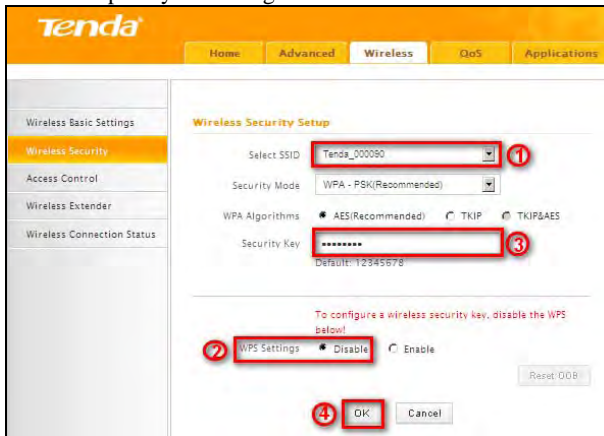 Tenda
Home Advanced Wireless QoS Applications
Wireless Basic Settings
Wireless Security
Access Control
Wireless Extender
Wireless Connection Status
Wireless Security Setup
Select SSID Tenda_000090 ①
Security Mode WPA - PSK(Recommended)
WPA Algorithms AES(Recommended) TKIP TKIP&AES
Security Key •••••••• ③
Default: 12345678
To configure a wireless security key, disable the WPS
below!
② WPS Settings Disable Enable
Reset OOB
④ OK Cancel